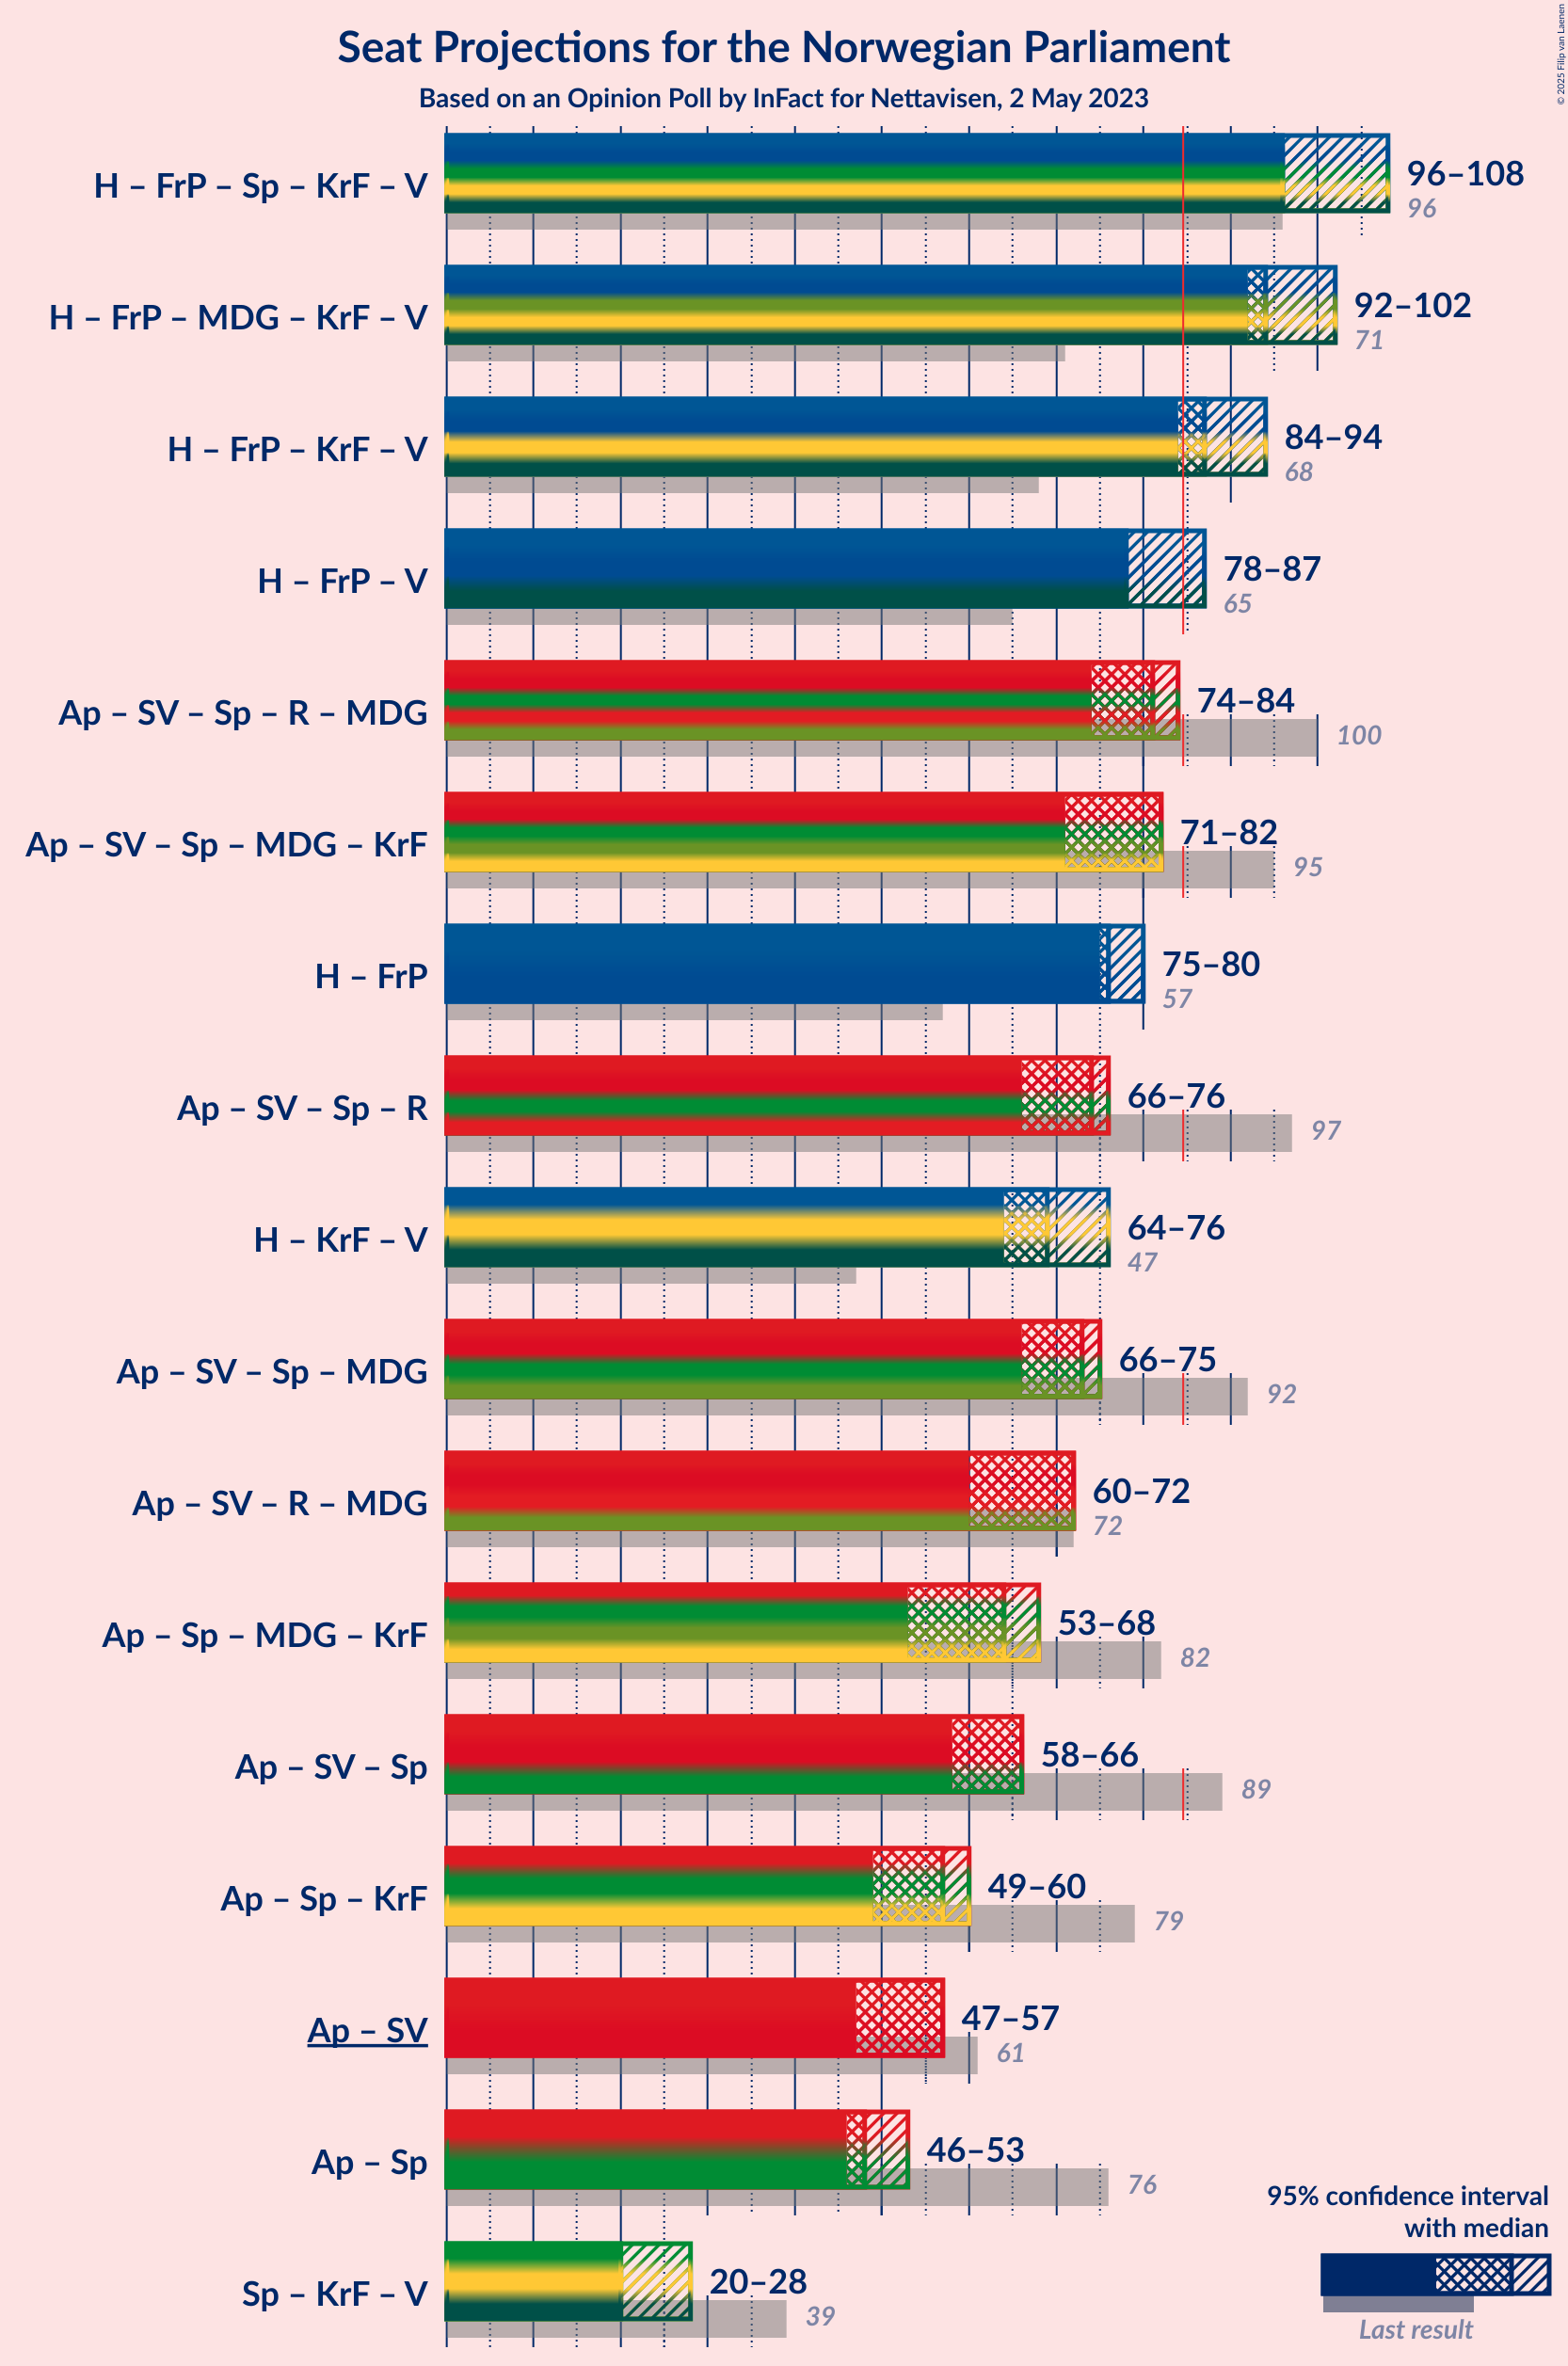 Seat Projections for the Norwegian Parliament
Based on an Opinion Poll by InFact for Nettavisen, 2 May 2023
© 2025 Filip van Laenen
H – FrP – Sp – KrF – V
96–108
96
H – FrP – MDG – KrF – V
92–102
71
H – FrP – KrF – V
84–94
68
H – FrP – V
78–87
65
Ap – SV – Sp – R – MDG
74–84
100
Ap – SV – Sp – MDG – KrF
71–82
95
H – FrP
75–80
57
Ap – SV – Sp – R
66–76
97
H – KrF – V
64–76
47
Ap – SV – Sp – MDG
66–75
92
Ap – SV – R – MDG
60–72
72
Ap – Sp – MDG – KrF
53–68
82
Ap – SV – Sp
58–66
89
Ap – Sp – KrF
49–60
79
Ap – SV
47–57
61
Ap – Sp
46–53
76
Sp – KrF – V
20–28
39
95% confidence interval
with median
Last result